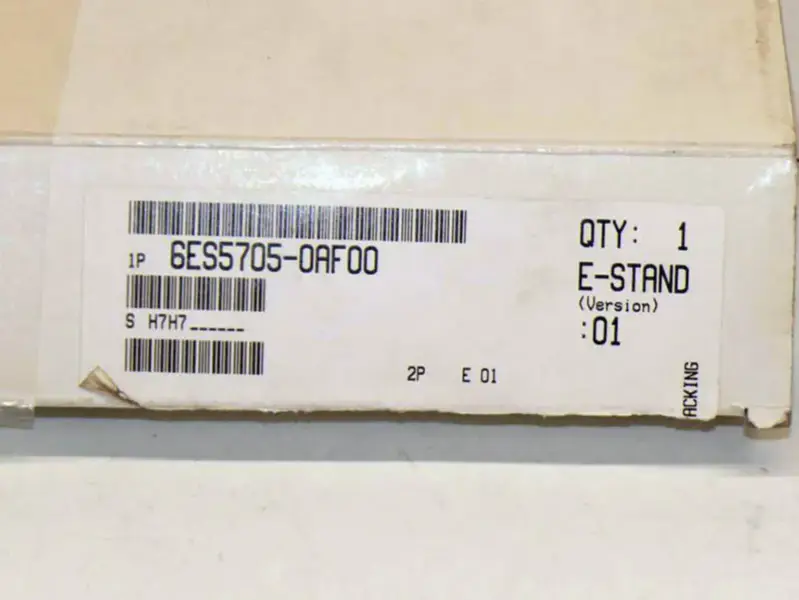 1P 6ES5705-0AF00
S H7H7______
2P E 01
QTY: 1
E-STAND
(Version)
:01
ACKING